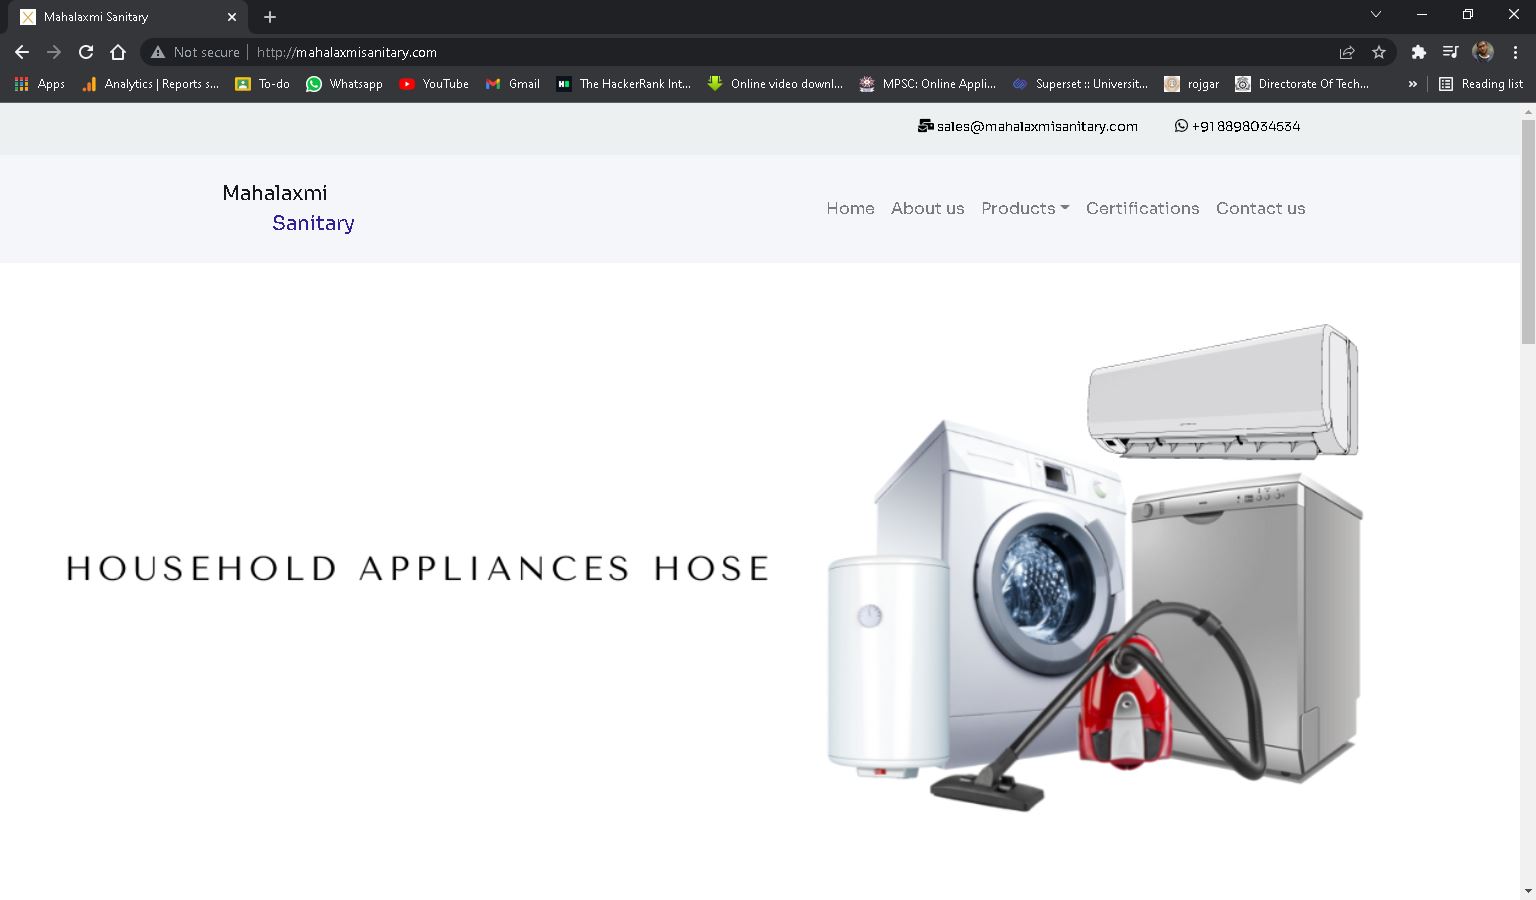 Mahalaxmi Sanitary
Not secure | http://mahalaxmisanitary.com
Apps Analytics | Reports s... To-do Whatsapp YouTube Gmail The HackerRank Int... Online video downl... MPSC: Online Appli... Superset :: Universit... rojgar Directorate Of Tech... » Reading list
sales@mahalaxmisanitary.com +918898034534
Mahalaxmi
Sanitary
Home About us Products Certifications Contact us
HOUSEHOLD APPLIANCES HOSE